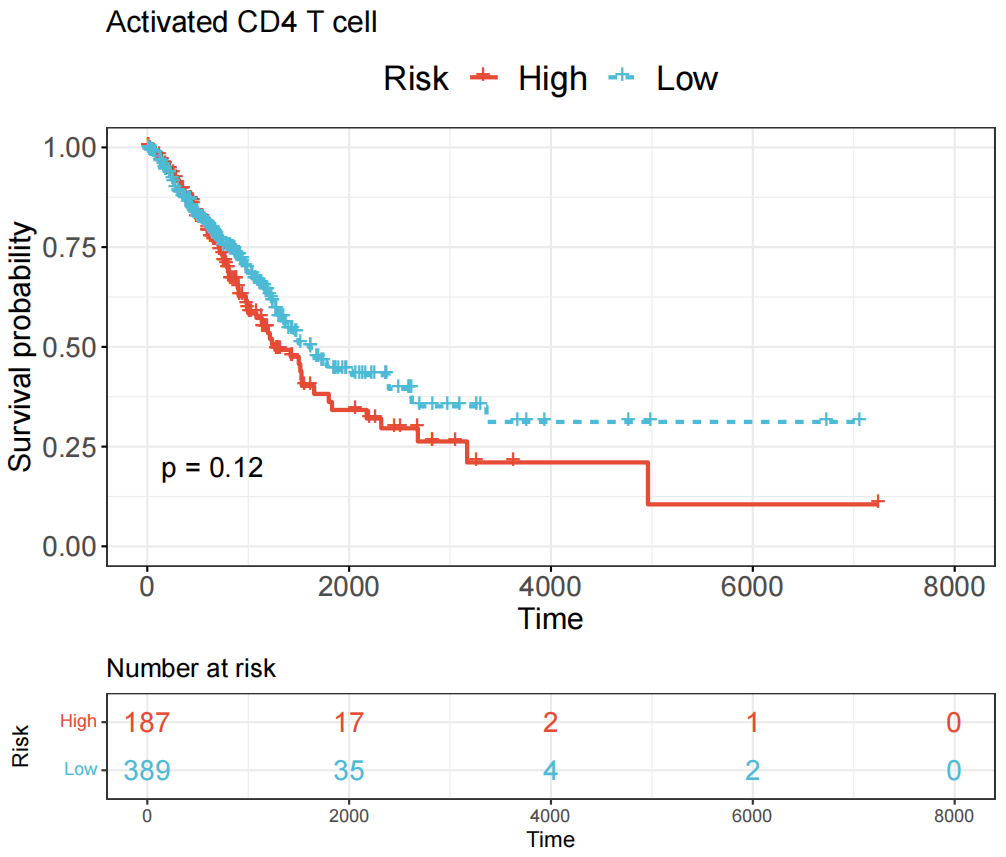 Activated CD4 T cell
Risk High Low
Survival probability
1.00
0.75
0.50
0.25
0.00
p = 0.12
0 2000 4000 6000 8000
Time
Number at risk
Risk
High 187 17 2 1 0
Low 389 35 4 2 0
0 2000 4000 6000 8000
Time